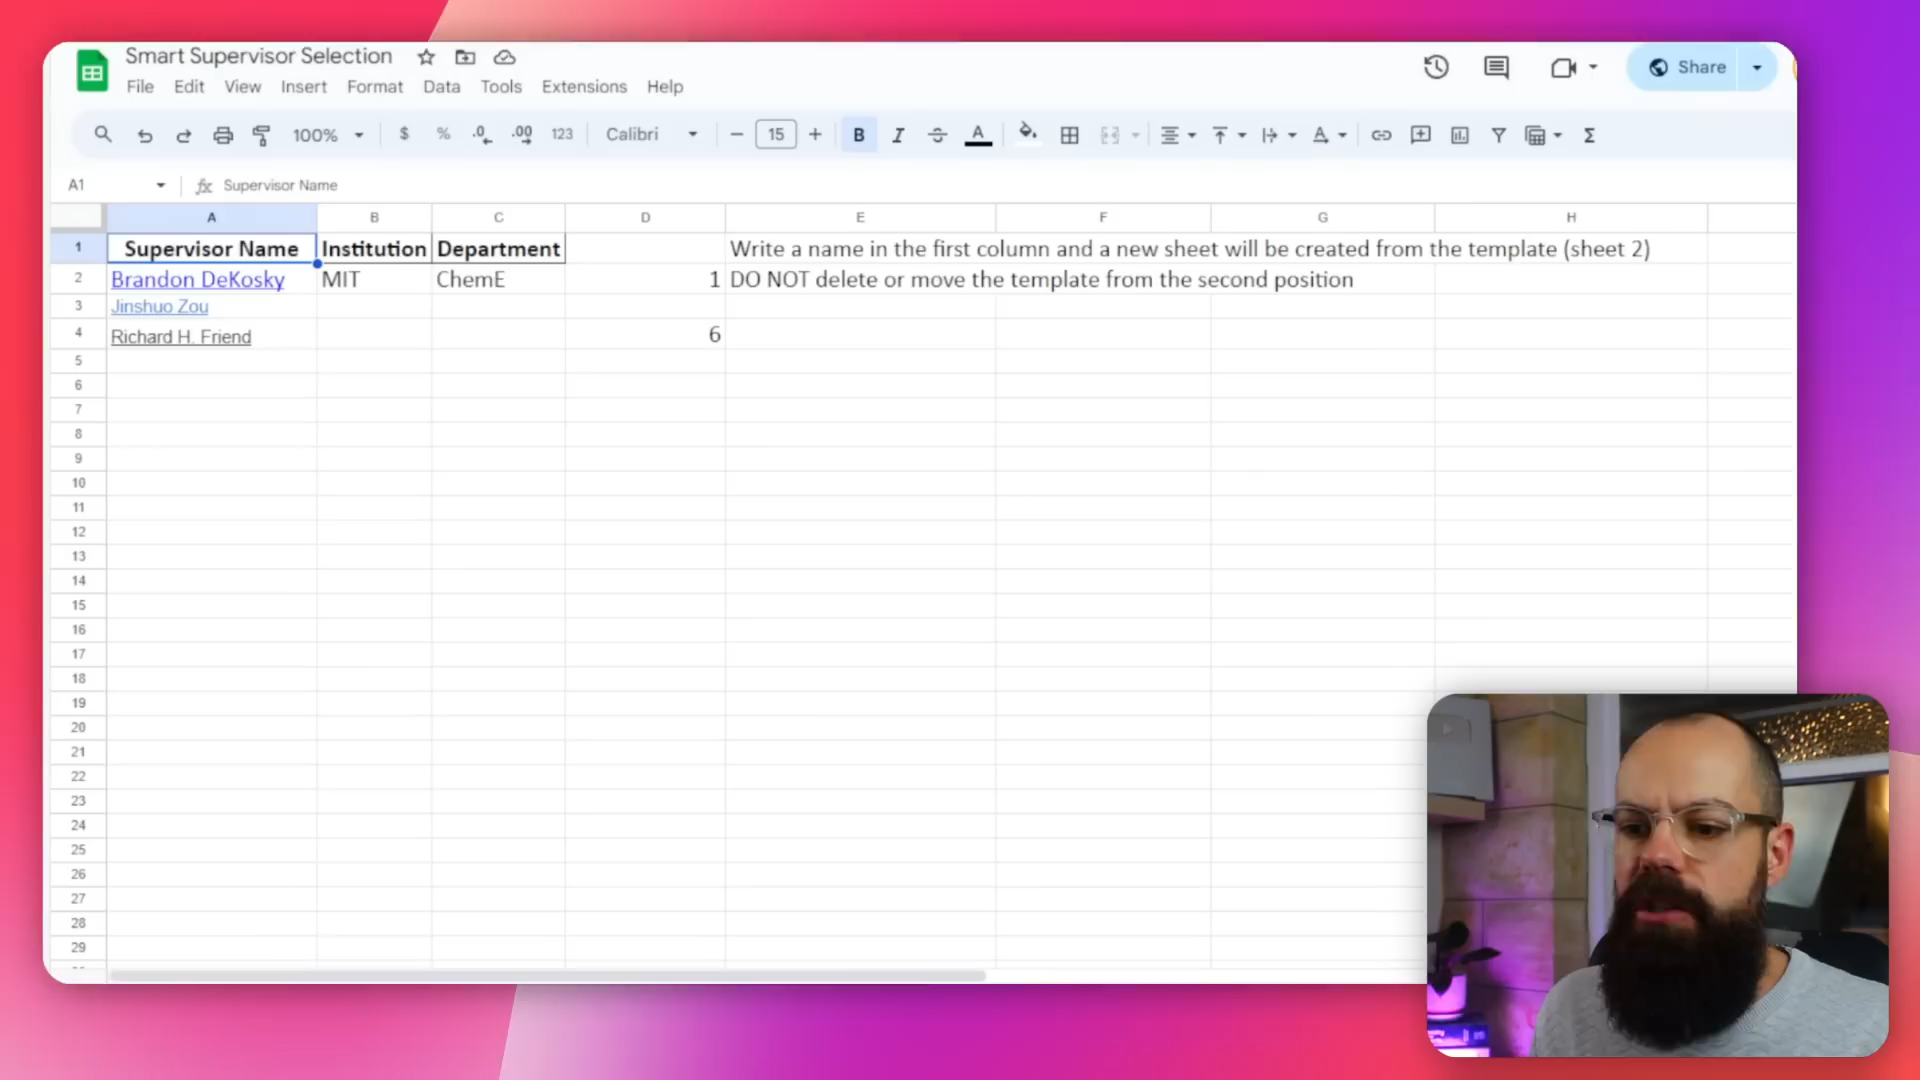 Smart Supervisor Selection
File Edit View Insert Format Data Tools Extensions Help
Share
100% $ % .0 .00 123 Calibri 15 B I A A Σ
A1 fx Supervisor Name
A B C D E F G H
1 Supervisor Name Institution Department Write a name in the first column and a new sheet will be created from the template (sheet 2)
2 Brandon DeKosky MIT ChemE 1 DO NOT delete or move the template from the second position
3 Jinshuo Zou
4 Richard H. Friend 6
5
6
7
8
9
10
11
12
13
14
15
16
17
18
19
20
21
22
23
24
25
26
27
28
29